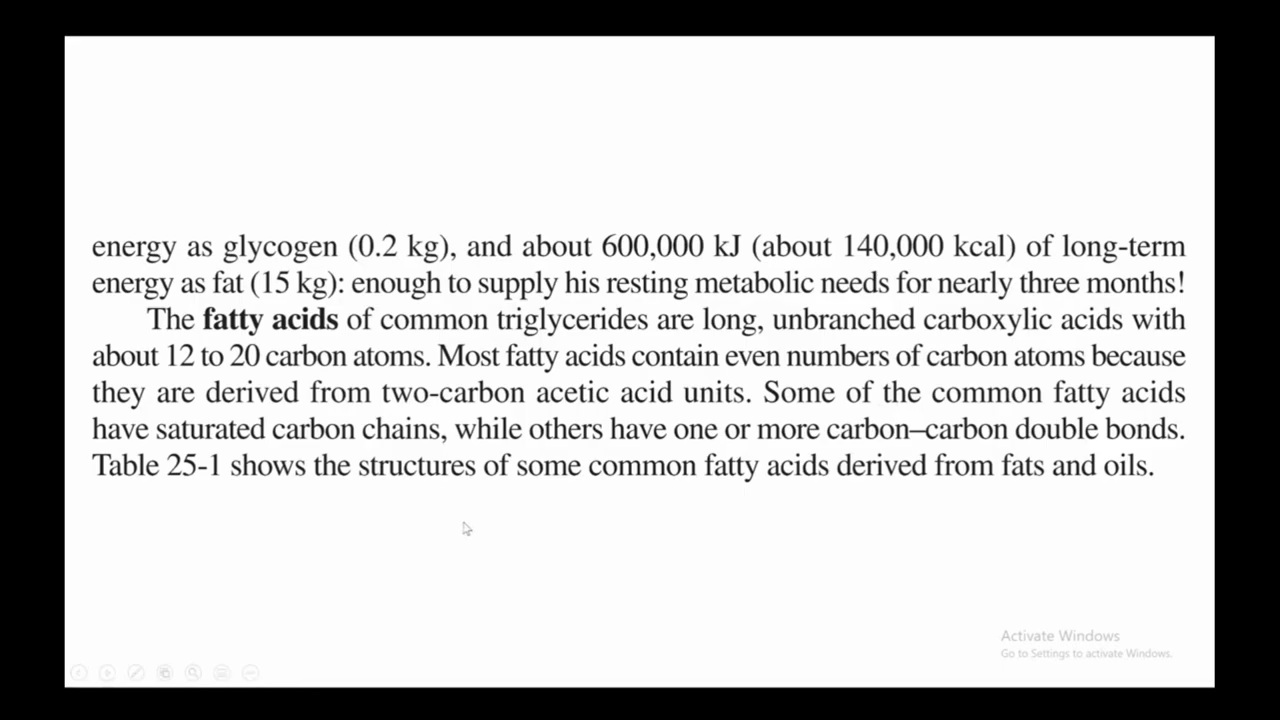 energy as glycogen (0.2 kg), and about 600,000 kJ (about 140,000 kcal) of long-term
energy as fat (15 kg): enough to supply his resting metabolic needs for nearly three months!
The fatty acids of common triglycerides are long, unbranched carboxylic acids with
about 12 to 20 carbon atoms. Most fatty acids contain even numbers of carbon atoms because
they are derived from two-carbon acetic acid units. Some of the common fatty acids
have saturated carbon chains, while others have one or more carbon–carbon double bonds.
Table 25-1 shows the structures of some common fatty acids derived from fats and oils.
Activate Windows
Go to Settings to activate Windows.